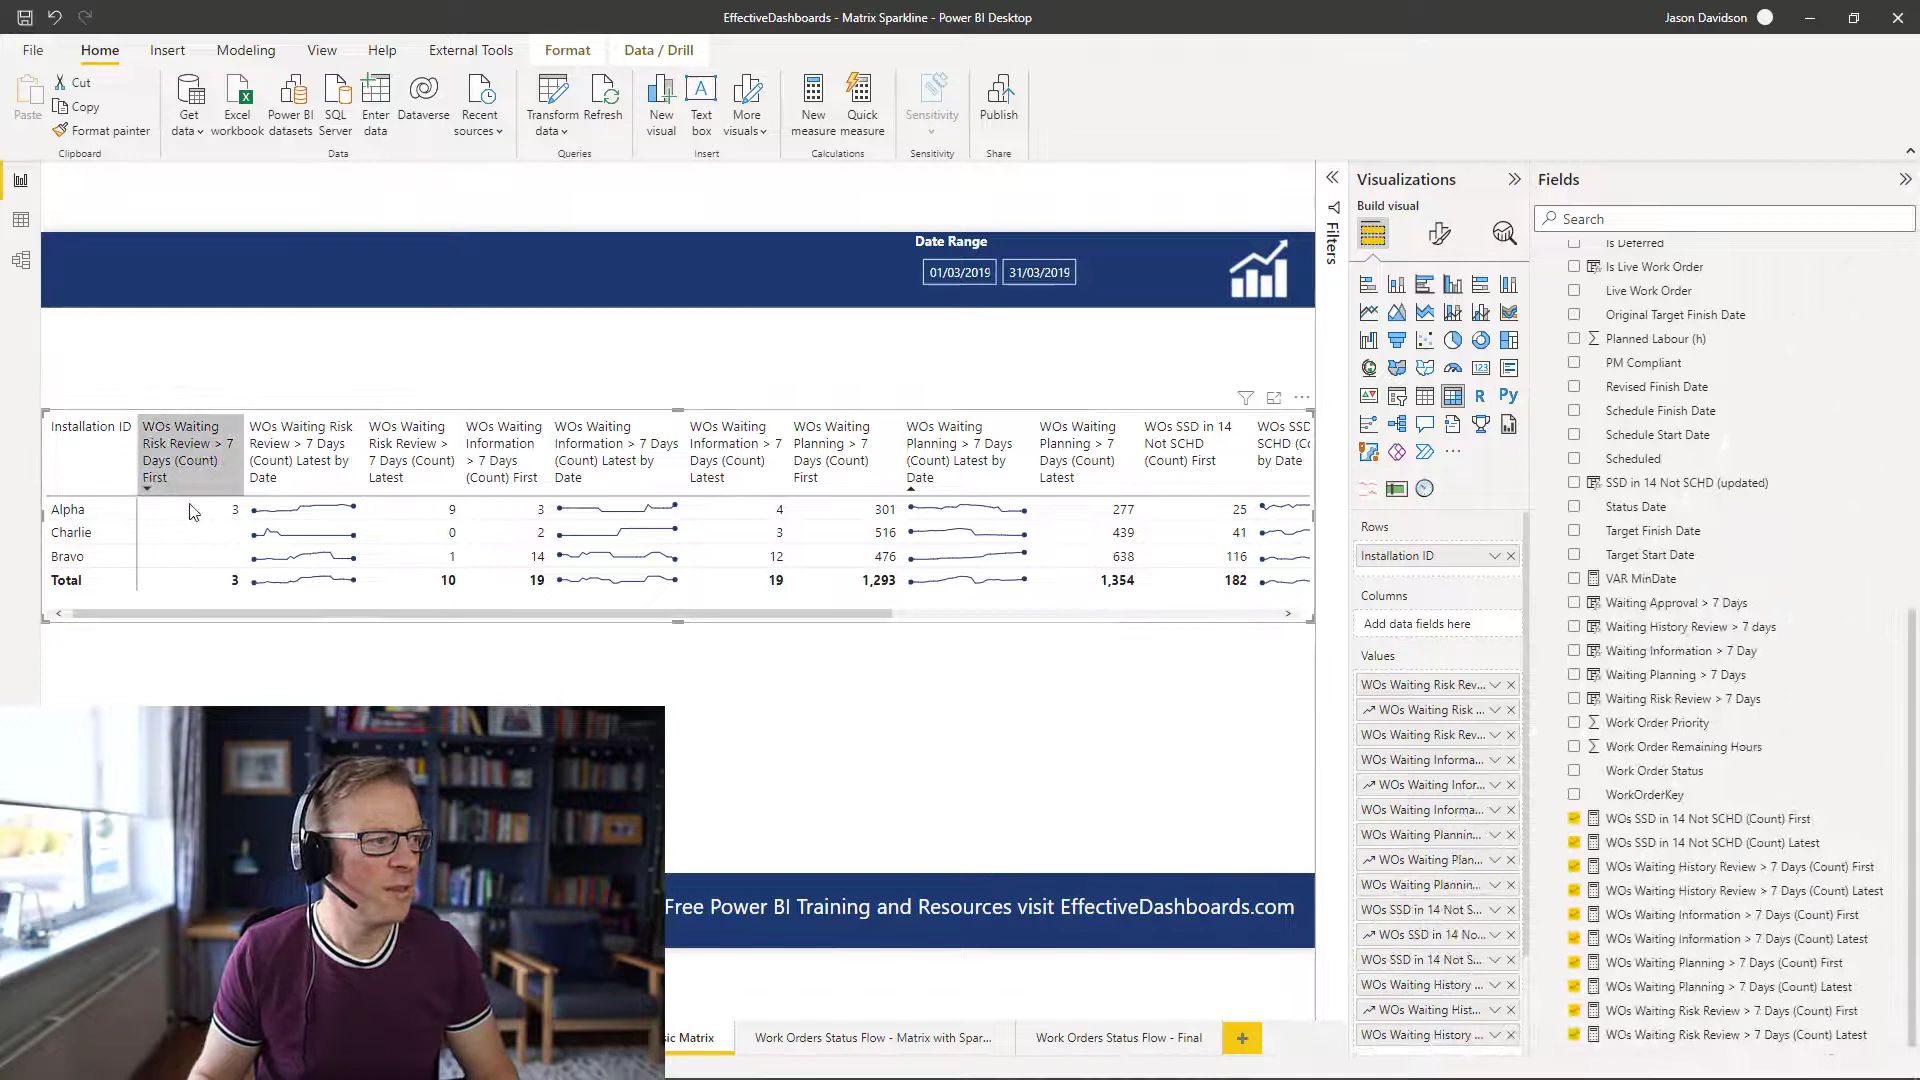 EffectiveDashboards - Matrix Sparkline - Power BI Desktop
Jason Davidson
File
Home
Insert
Modeling
View
Help
External Tools
Format
Data / Drill
Paste
Cut
Copy
Format painter
Clipboard
Get data
Excel workbook
Power BI datasets
SQL Server
Enter data
Dataverse
Recent sources
Data
Transform data
Refresh
Queries
New visual
Text box
More visuals
Insert
New measure
Quick measure
Calculations
Sensitivity
Sensitivity
Publish
Share
Date Range
01/03/2019 31/03/2019
Installation ID
WOs Waiting Risk Review > 7 Days (Count) First
WOs Waiting Risk Review > 7 Days (Count) Latest by Date
WOs Waiting Risk Review > 7 Days (Count) Latest
WOs Waiting Information > 7 Days (Count) First
WOs Waiting Information > 7 Days (Count) Latest by Date
WOs Waiting Information > 7 Days (Count) Latest
WOs Waiting Planning > 7 Days (Count) First
WOs Waiting Planning > 7 Days (Count) Latest by Date
WOs Waiting Planning > 7 Days (Count) Latest
WOs SSD in 14 Not SCHD (Count) First
WOs SSD SCHD (Co by Date
Alpha 3 9 3 4 301 277 25
Charlie 0 2 3 516 439 41
Bravo 1 14 12 476 638 116
Total 3 10 19 19 1,293 1,354 182
Free Power BI Training and Resources visit EffectiveDashboards.com
sic Matrix
Work Orders Status Flow - Matrix with Spar...
Work Orders Status Flow - Final
Filters
Visualizations
Build visual
R
Py
123
Rows
Installation ID
Columns
Add data fields here
Values
WOs Waiting Risk Rev...
WOs Waiting Risk ...
WOs Waiting Risk Rev...
WOs Waiting Informa...
WOs Waiting Infor...
WOs Waiting Informa...
WOs Waiting Plannin...
WOs Waiting Plan...
WOs Waiting Plannin...
WOs SSD in 14 Not S...
WOs SSD in 14 No...
WOs SSD in 14 Not S...
WOs Waiting History ...
WOs Waiting Hist...
WOs Waiting History ...
Fields
Search
Is Deferred
Is Live Work Order
Live Work Order
Original Target Finish Date
Planned Labour (h)
PM Compliant
Revised Finish Date
Schedule Finish Date
Schedule Start Date
Scheduled
SSD in 14 Not SCHD (updated)
Status Date
Target Finish Date
Target Start Date
VAR MinDate
Waiting Approval > 7 Days
Waiting History Review > 7 days
Waiting Information > 7 Day
Waiting Planning > 7 Days
Waiting Risk Review > 7 Days
Work Order Priority
Work Order Remaining Hours
Work Order Status
WorkOrderKey
WOs SSD in 14 Not SCHD (Count) First
WOs SSD in 14 Not SCHD (Count) Latest
WOs Waiting History Review > 7 Days (Count) First
WOs Waiting History Review > 7 Days (Count) Latest
WOs Waiting Information > 7 Days (Count) First
WOs Waiting Information > 7 Days (Count) Latest
WOs Waiting Planning > 7 Days (Count) First
WOs Waiting Planning > 7 Days (Count) Latest
WOs Waiting Risk Review > 7 Days (Count) First
WOs Waiting Risk Review > 7 Days (Count) Latest